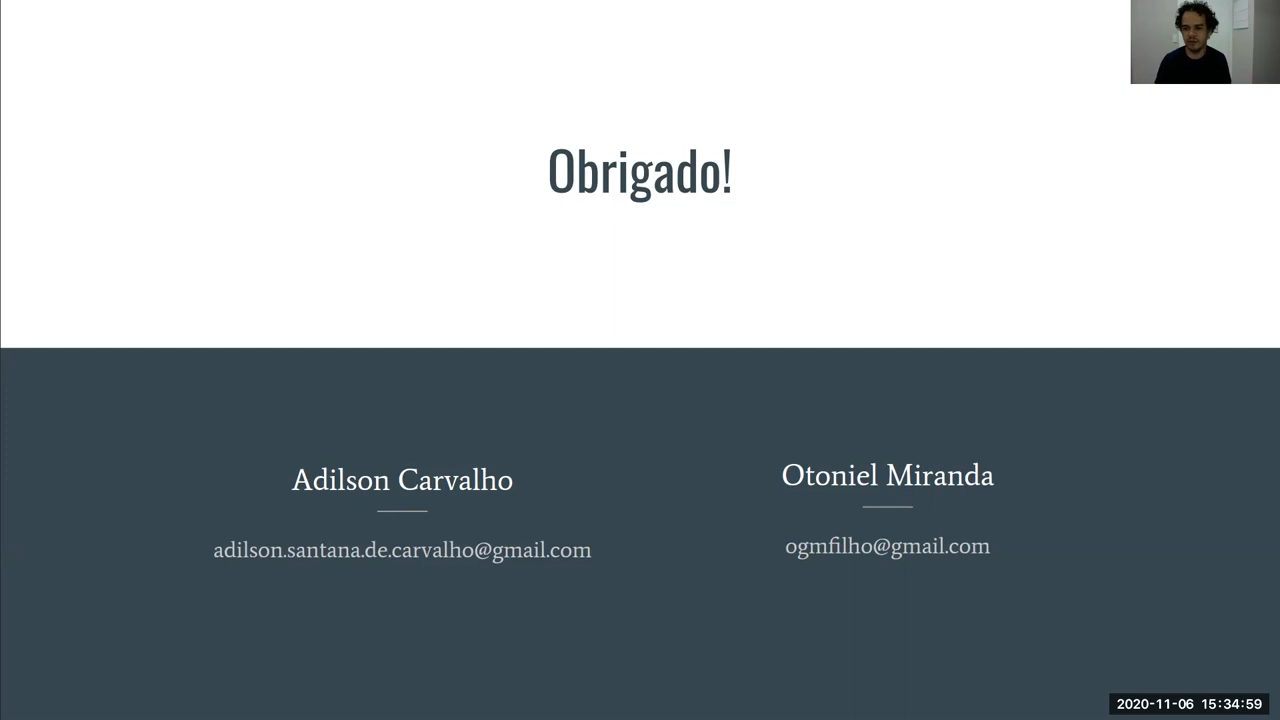 Obrigado!
Adilson Carvalho
adilson.santana.de.carvalho@gmail.com
Otoniel Miranda
ogmfilho@gmail.com
2020-11-06 15:34:59